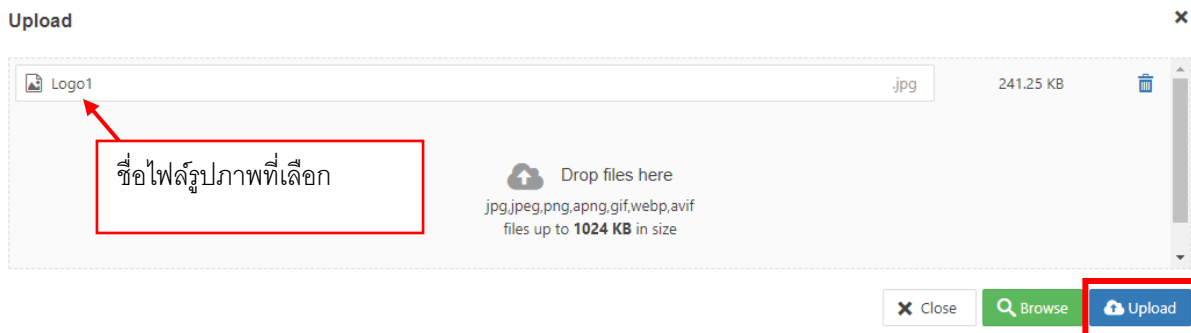 Upload
Logo1 .jpg 241.25 KB
ชื่อไฟล์รูปภาพที่เลือก
Drop files here
jpg,jpeg,png,apng,gif,webp,avif
files up to 1024 KB in size
Close Browse Upload